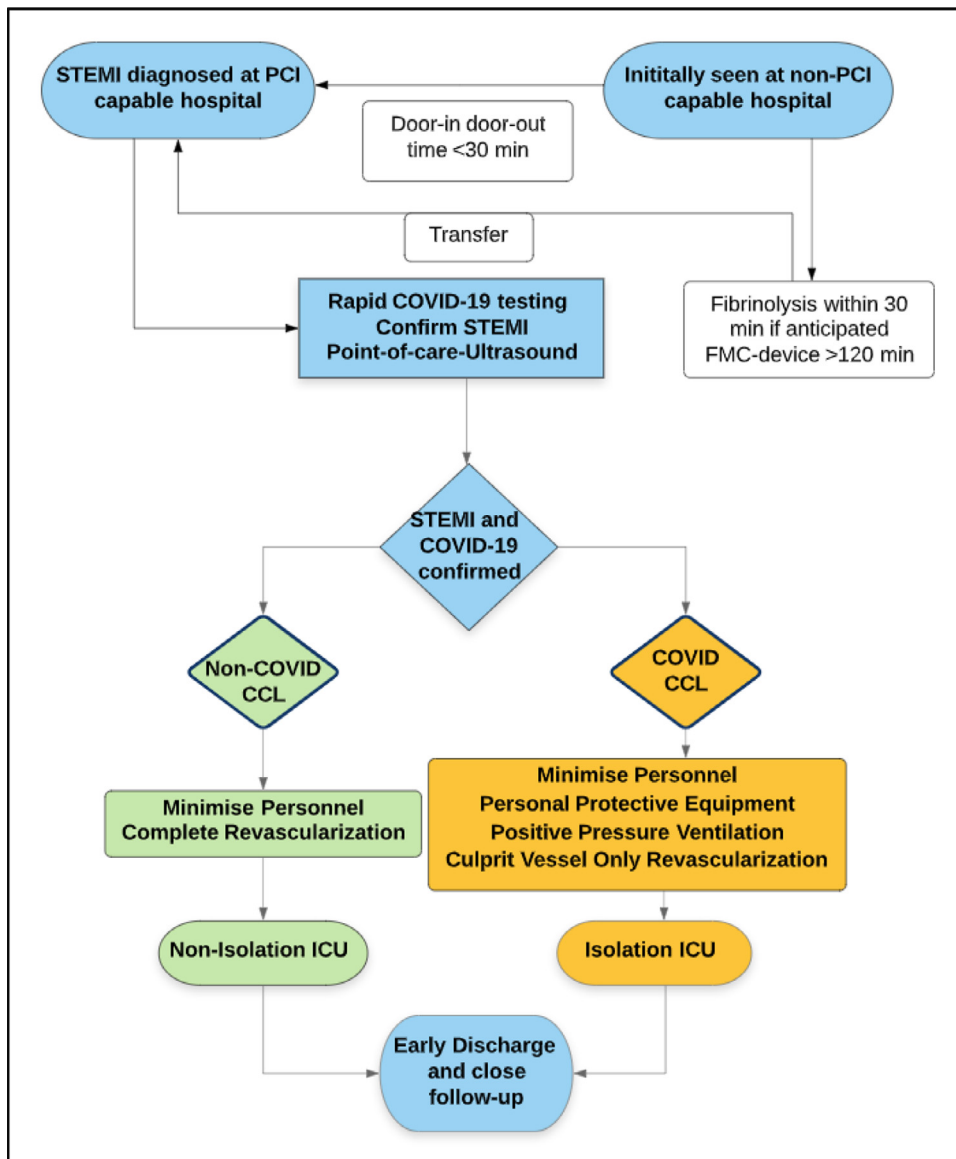 STEMI diagnosed at PCI
capable hospital
Inititally seen at non-PCI
capable hospital
Door-in door-out
time <30 min
Transfer
Rapid COVID-19 testing
Confirm STEMI
Point-of-care-Ultrasound
Fibrinolysis within 30
min if anticipated
FMC-device >120 min
STEMI and
COVID-19
confirmed
Non-COVID
CCL
COVID
CCL
Minimise Personnel
Complete Revascularization
Minimise Personnel
Personal Protective Equipment
Positive Pressure Ventilation
Culprit Vessel Only Revascularization
Non-Isolation ICU
Isolation ICU
Early Discharge
and close
follow-up